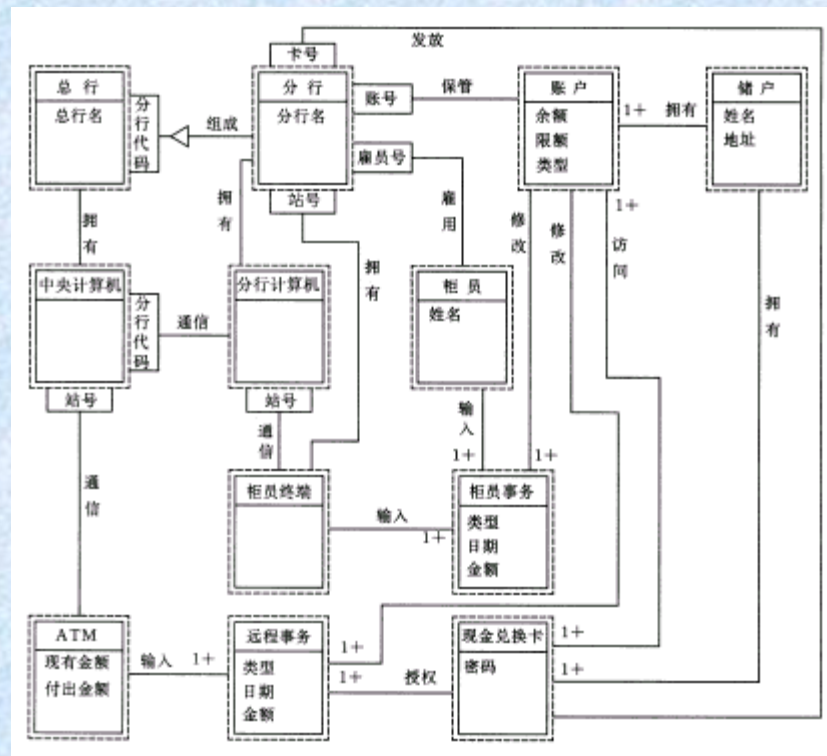 发放
卡号
总行
总行名
分行代码
组成
分行
分行名
账号
保管
雇员号
站号
账户
余额
限额
类型
1+
拥有
储户
姓名
地址
拥有
拥有
拥有
雇用
修改
修改
1+
访问
拥有
中央计算机
分行代码
通信
分行计算机
柜员
姓名
站号
站号
通信
通信
输入
1+
1+
柜员终端
输入
1+
柜员事务
类型
日期
金额
ATM
现有金额
付出金额
输入
1+
远程事务
类型
日期
金额
1+
1+
授权
现金兑换卡
密码
1+
1+